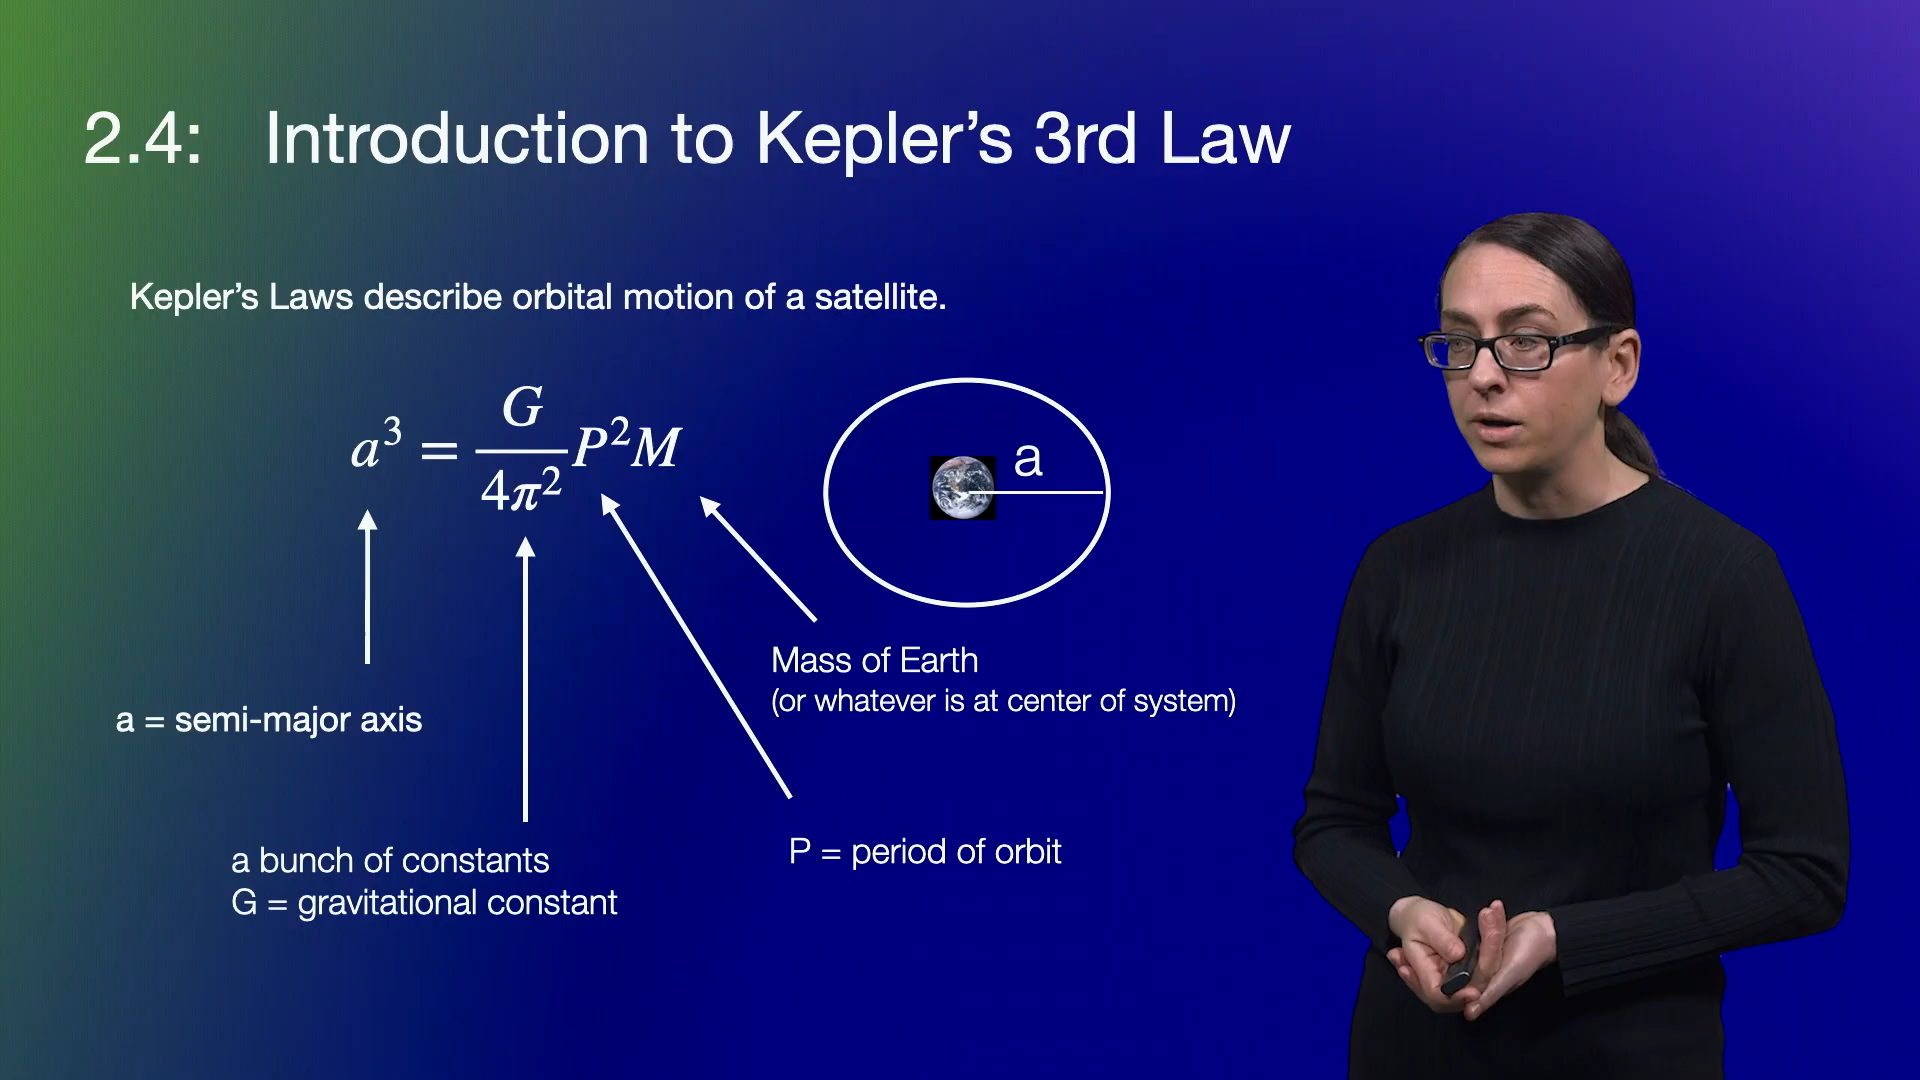 2.4: Introduction to Kepler’s 3rd Law
Kepler’s Laws describe orbital motion of a satellite.
a³ = G/4π² P²M
a
Mass of Earth
(or whatever is at center of system)
a = semi-major axis
P = period of orbit
a bunch of constants
G = gravitational constant